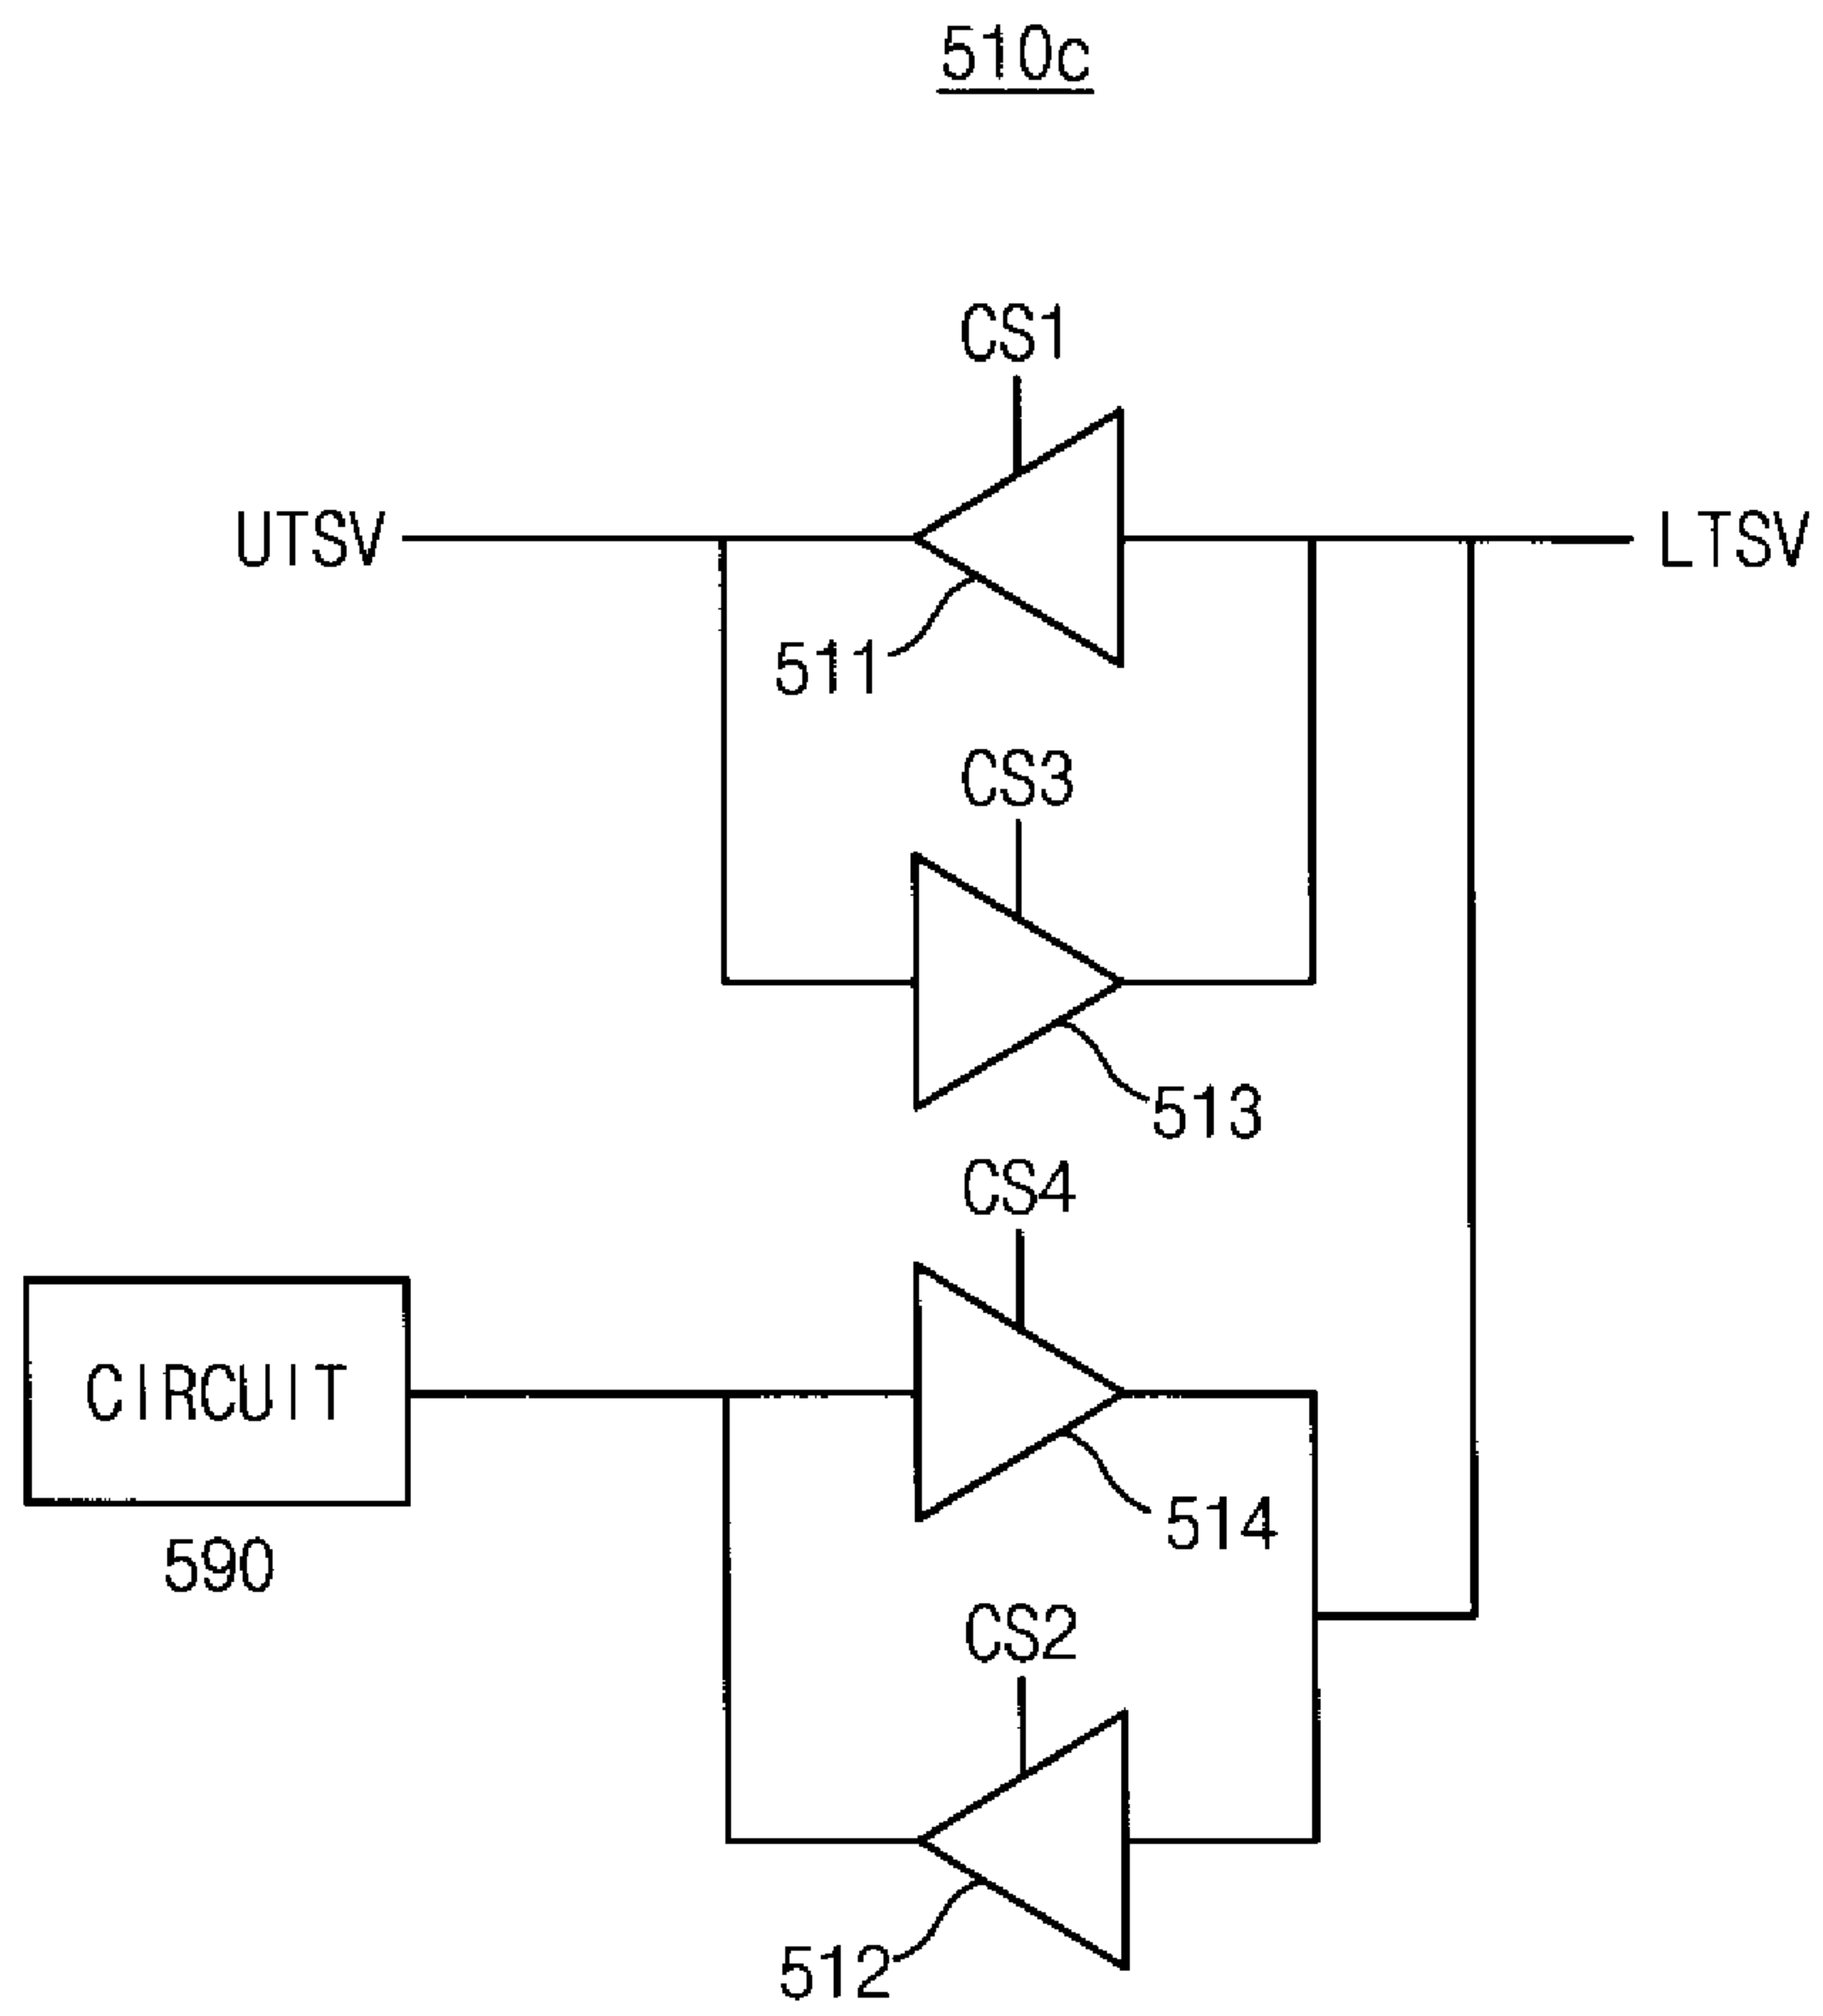 510c
CS1
UTSV
LTSV
511
CS3
513
CS4
CIRCUIT
514
590
CS2
512